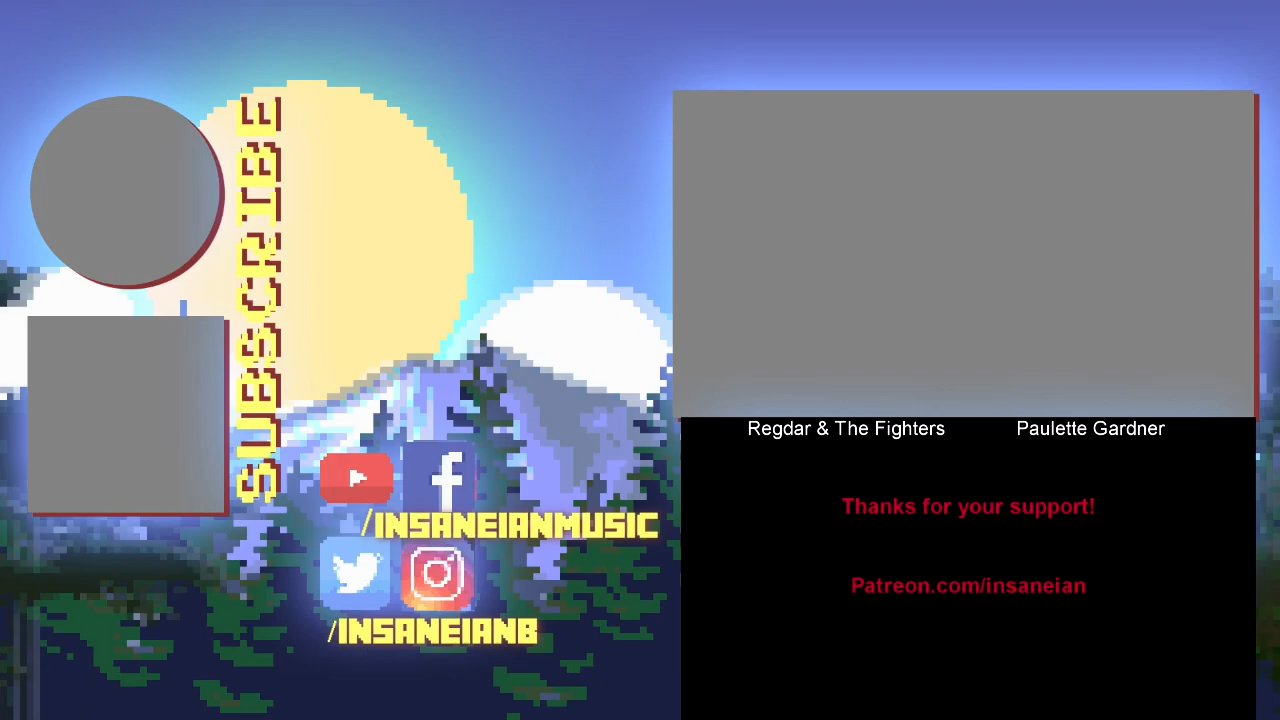 SUBSCRIBE
/INSANEIANMUSIC
/INSANEIANB
Regdar & The Fighters Paulette Gardner
Thanks for your support!
Patreon.com/insaneian